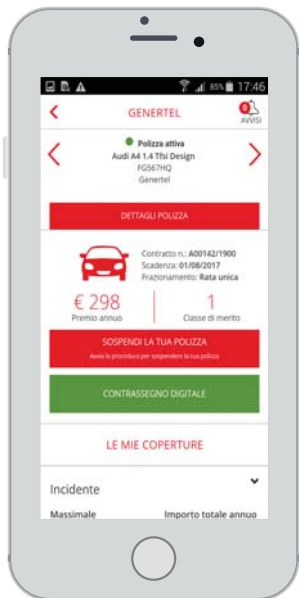 85% 17:46
GENERTEL
0
AVVISI
Polizza attiva
Audi A4 1.4 Tfsi Design
FG567HQ
Genertel
DETTAGLI POLIZZA
Contratto n.: A00142/1900
Scadenza: 01/08/2017
Frazionamento: Rata unica
€ 298
Premio annuo
1
Classe di merito
SOSPENDI LA TUA POLIZZA
Avvia la procedura per sospendere la tua polizza
CONTRASSEGNO DIGITALE
LE MIE COPERTURE
Incidente
Massimale Importo totale annuo